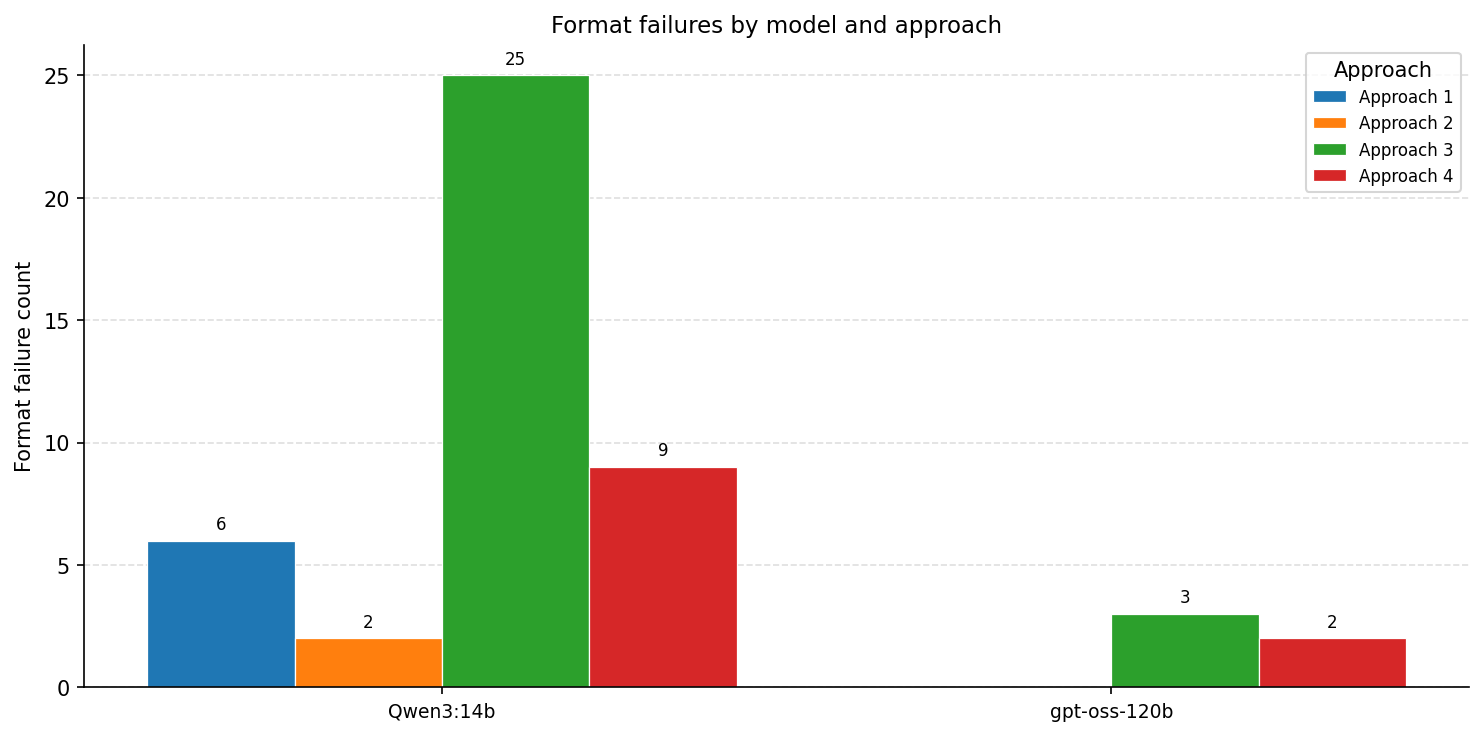 Format failures by model and approach
Format failure count
25
20
15
10
5
0
6
2
25
9
3
2
Qwen3:14b
gpt-oss-120b
Approach
Approach 1
Approach 2
Approach 3
Approach 4